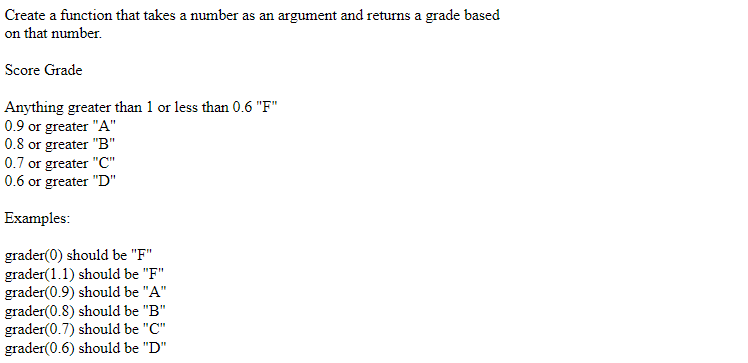 Create a function that takes a number as an argument and returns a grade based
on that number.
Score Grade
Anything greater than 1 or less than 0.6 "F"
0.9 or greater "A"
0.8 or greater "B"
0.7 or greater "C"
0.6 or greater "D"
Examples:
grader(0) should be "F"
grader(1.1) should be "F"
grader(0.9) should be "A"
grader(0.8) should be "B"
grader(0.7) should be "C"
grader(0.6) should be "D"